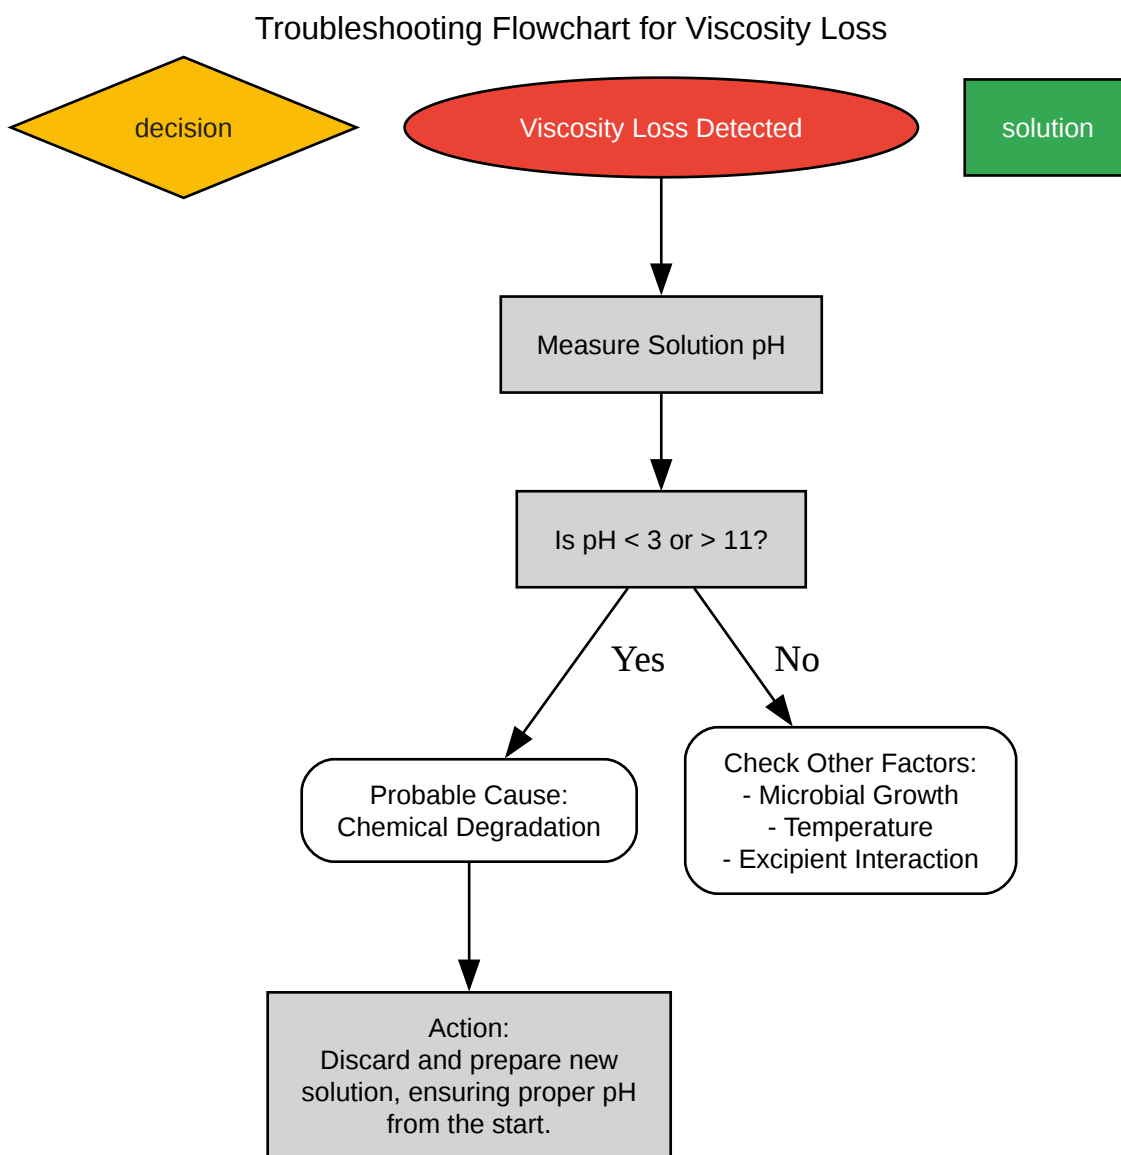 Troubleshooting Flowchart for Viscosity Loss
decision
Viscosity Loss Detected
solution
Measure Solution pH
Is pH < 3 or > 11?
Yes
No
Probable Cause:
Chemical Degradation
Check Other Factors:
- Microbial Growth
- Temperature
- Excipient Interaction
Action:
Discard and prepare new
solution, ensuring proper pH
from the start.